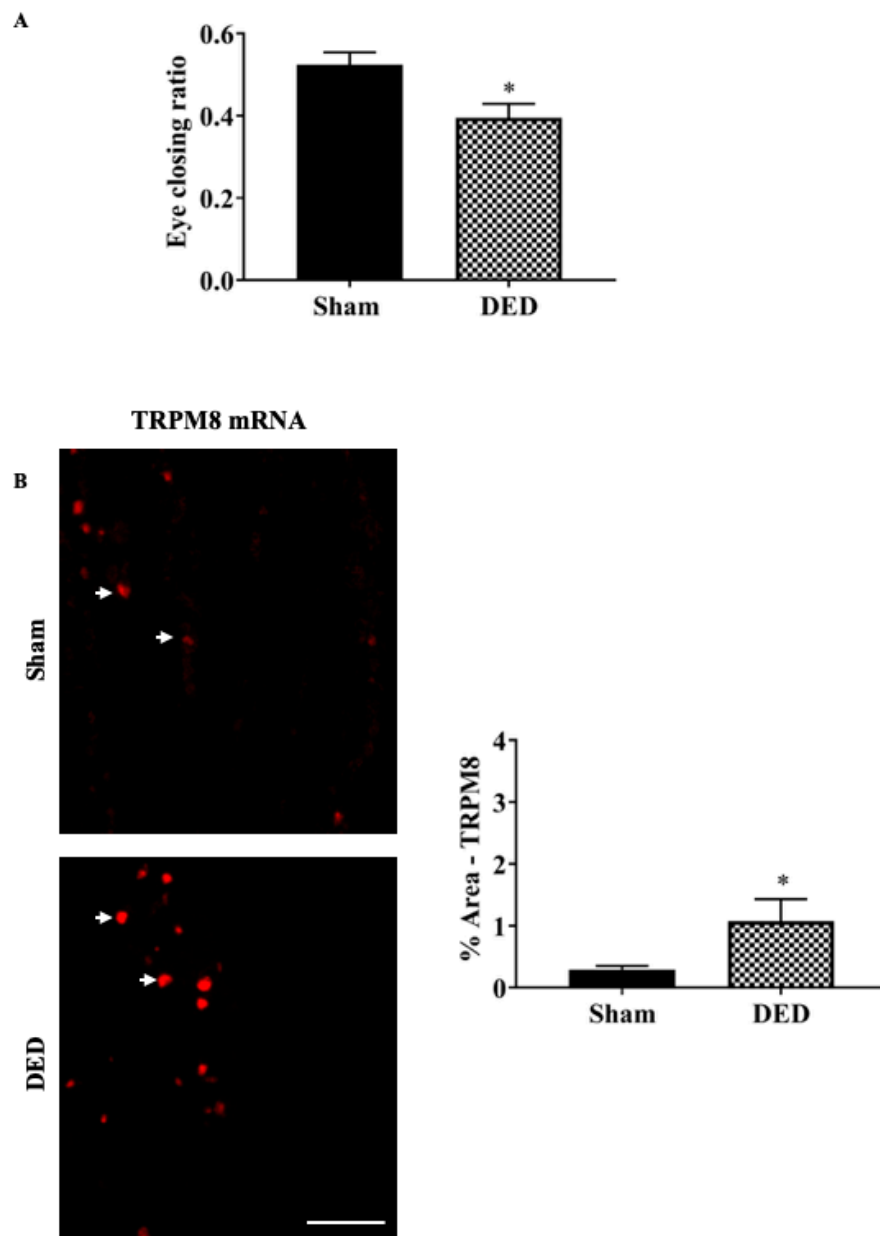 A
Eye closing ratio
0.6
0.4
0.2
0.0
*
Sham DED
TRPM8 mRNA
B
Sham
DED
% Area - TRPM8
4
3
2
1
0
*
Sham DED